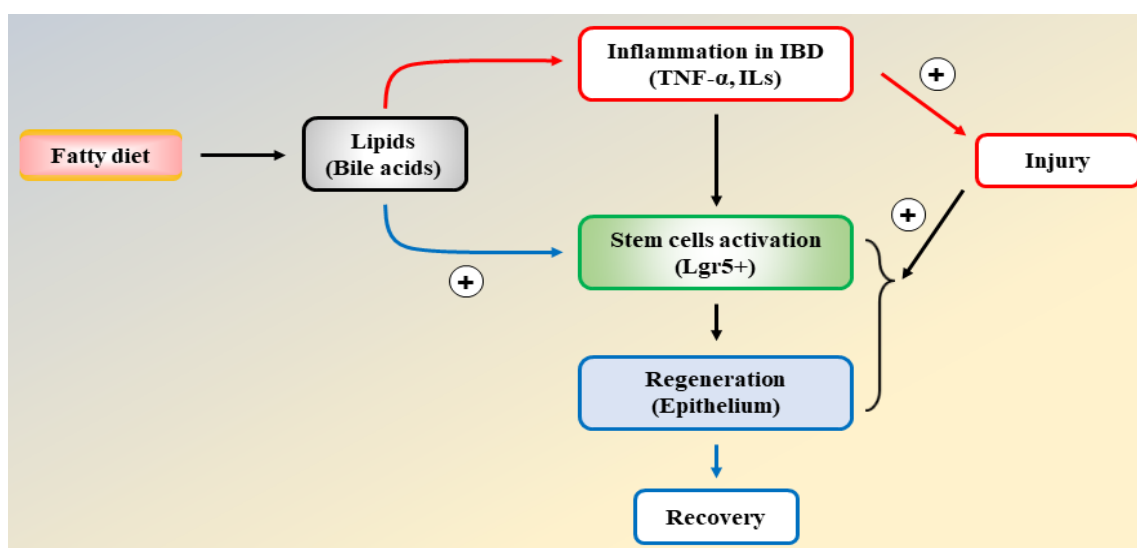 Fatty diet
Lipids
(Bile acids)
Inflammation in IBD
(TNF-α, ILs)
+
Injury
+
Stem cells activation
(Lgr5+)
+
Regeneration
(Epithelium)
Recovery